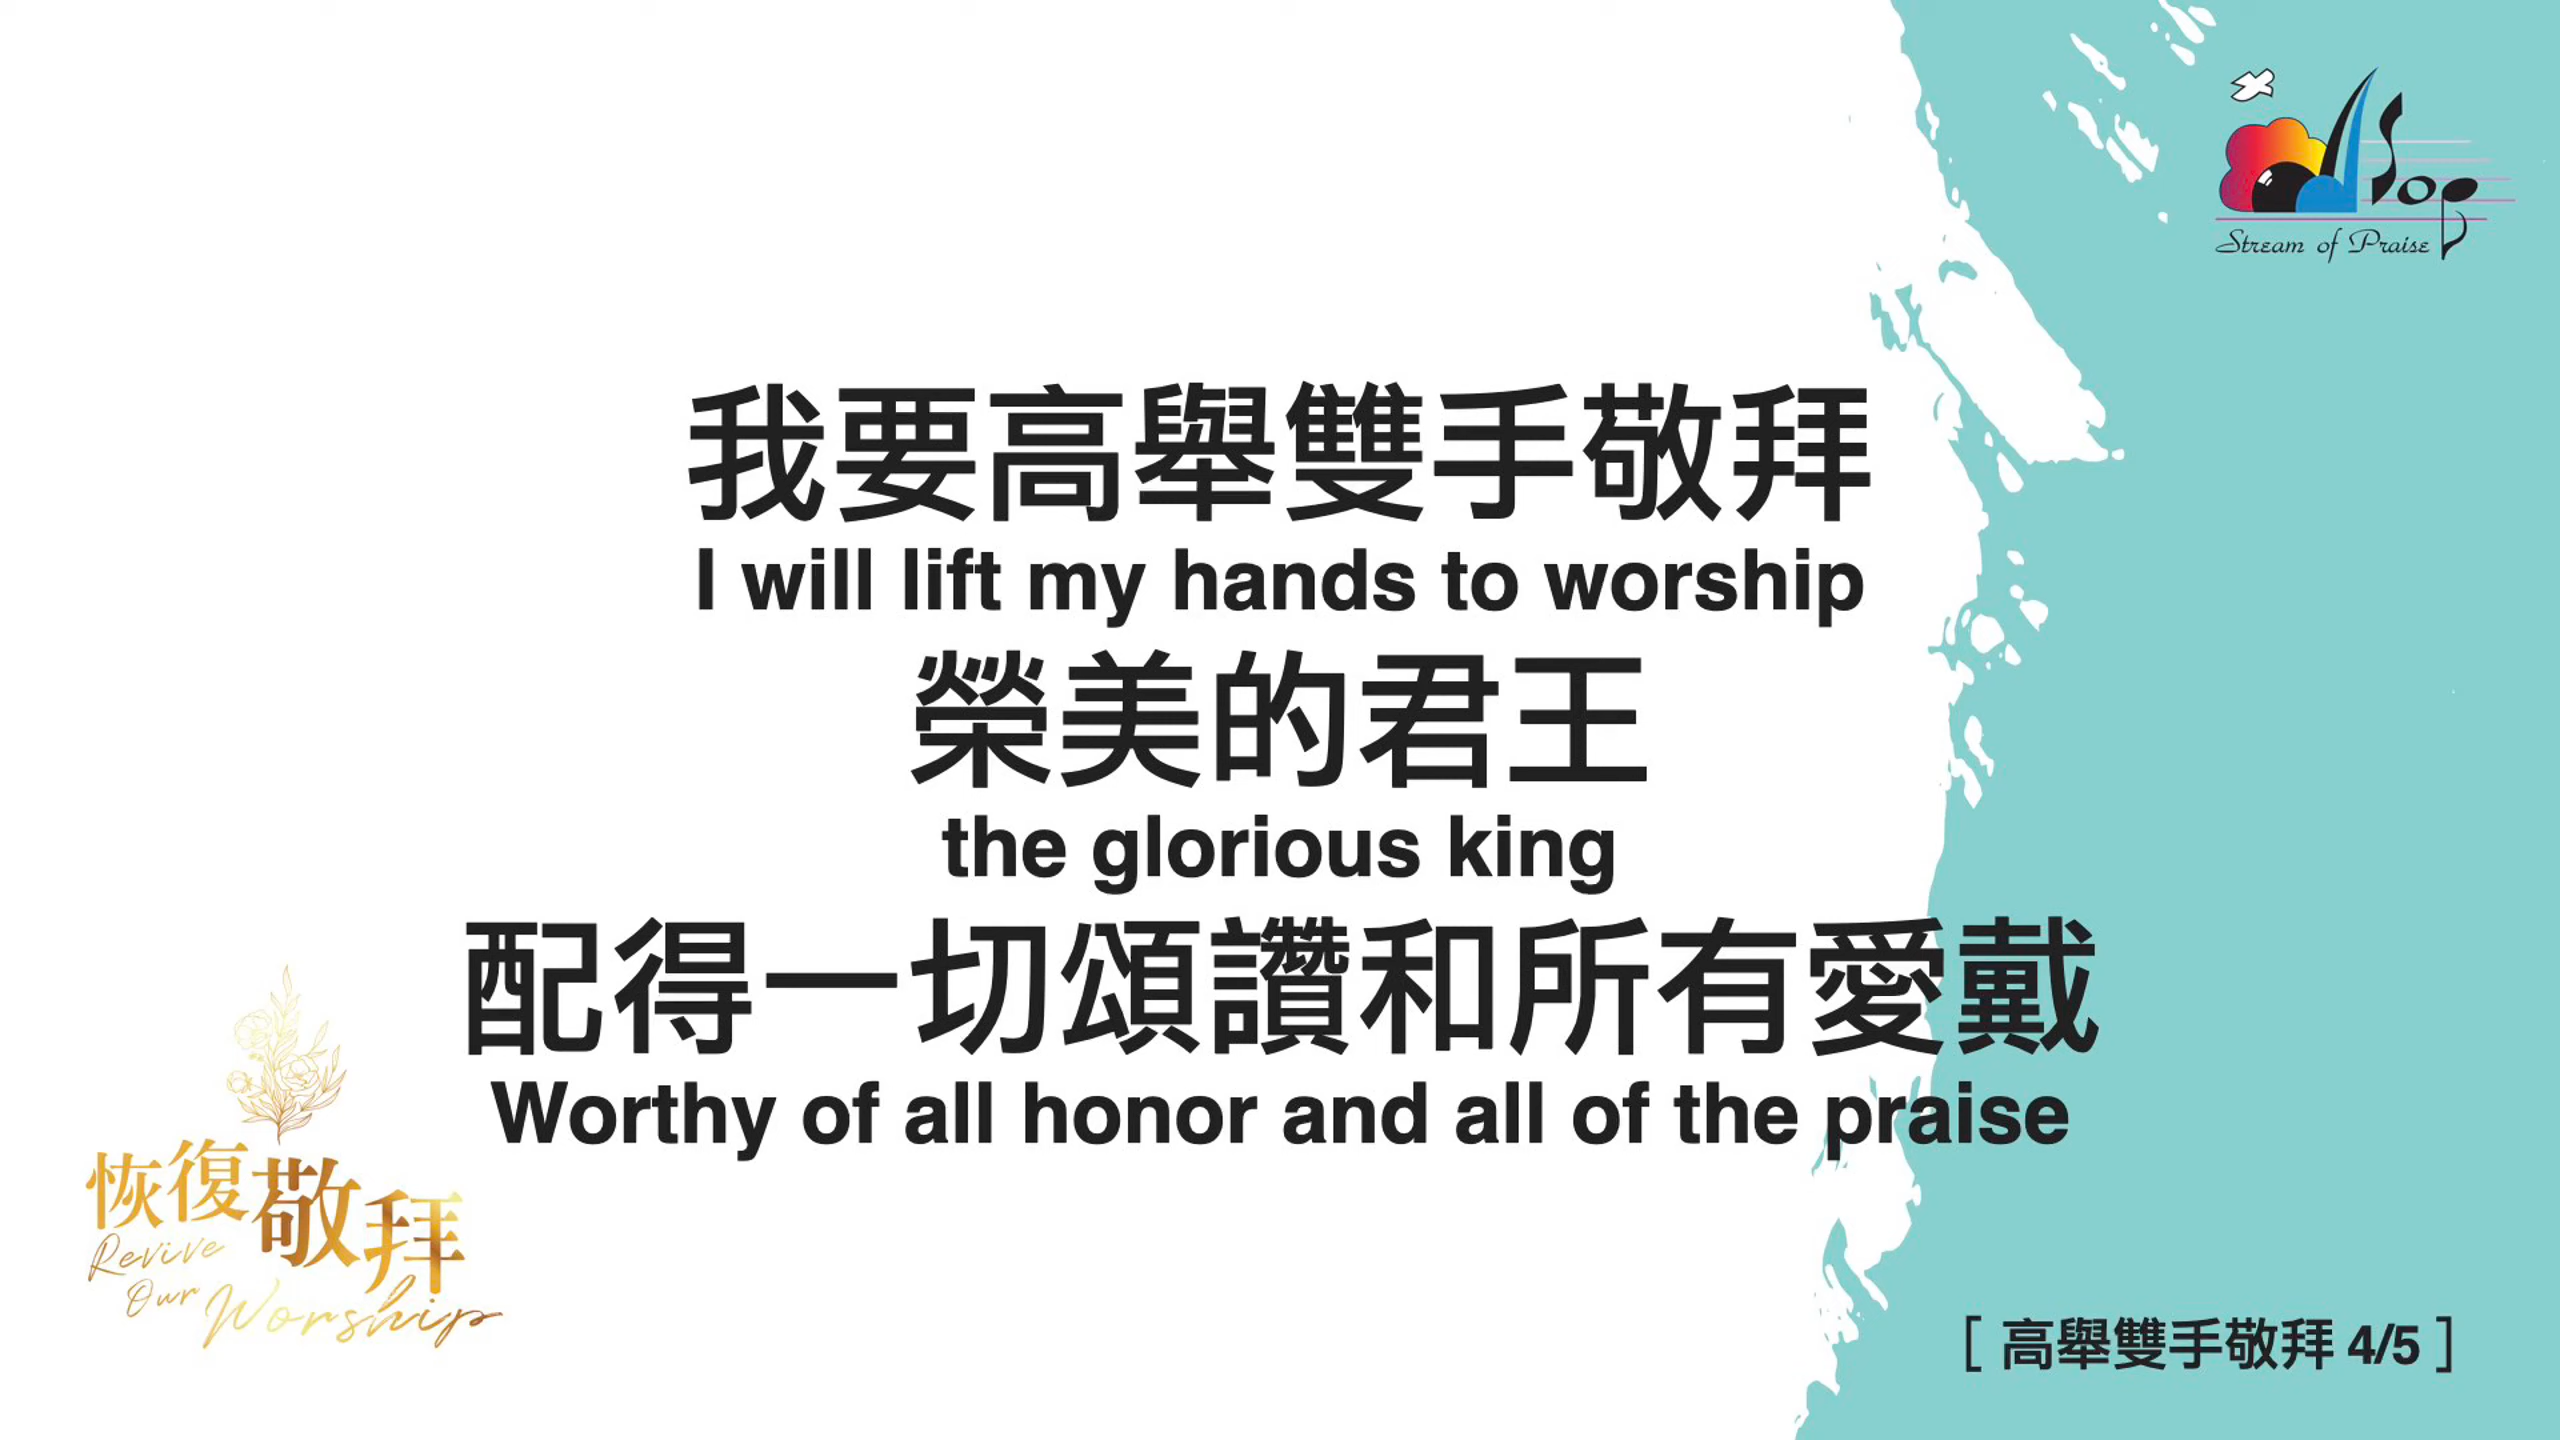 Sop
Stream of Praise
我要高舉雙手敬拜
I will lift my hands to worship
榮美的君王
the glorious king
配得一切頌讚和所有愛戴
Worthy of all honor and all of the praise
恢復敬拜
Revive
Our Worship
[ 高舉雙手敬拜 4/5 ]